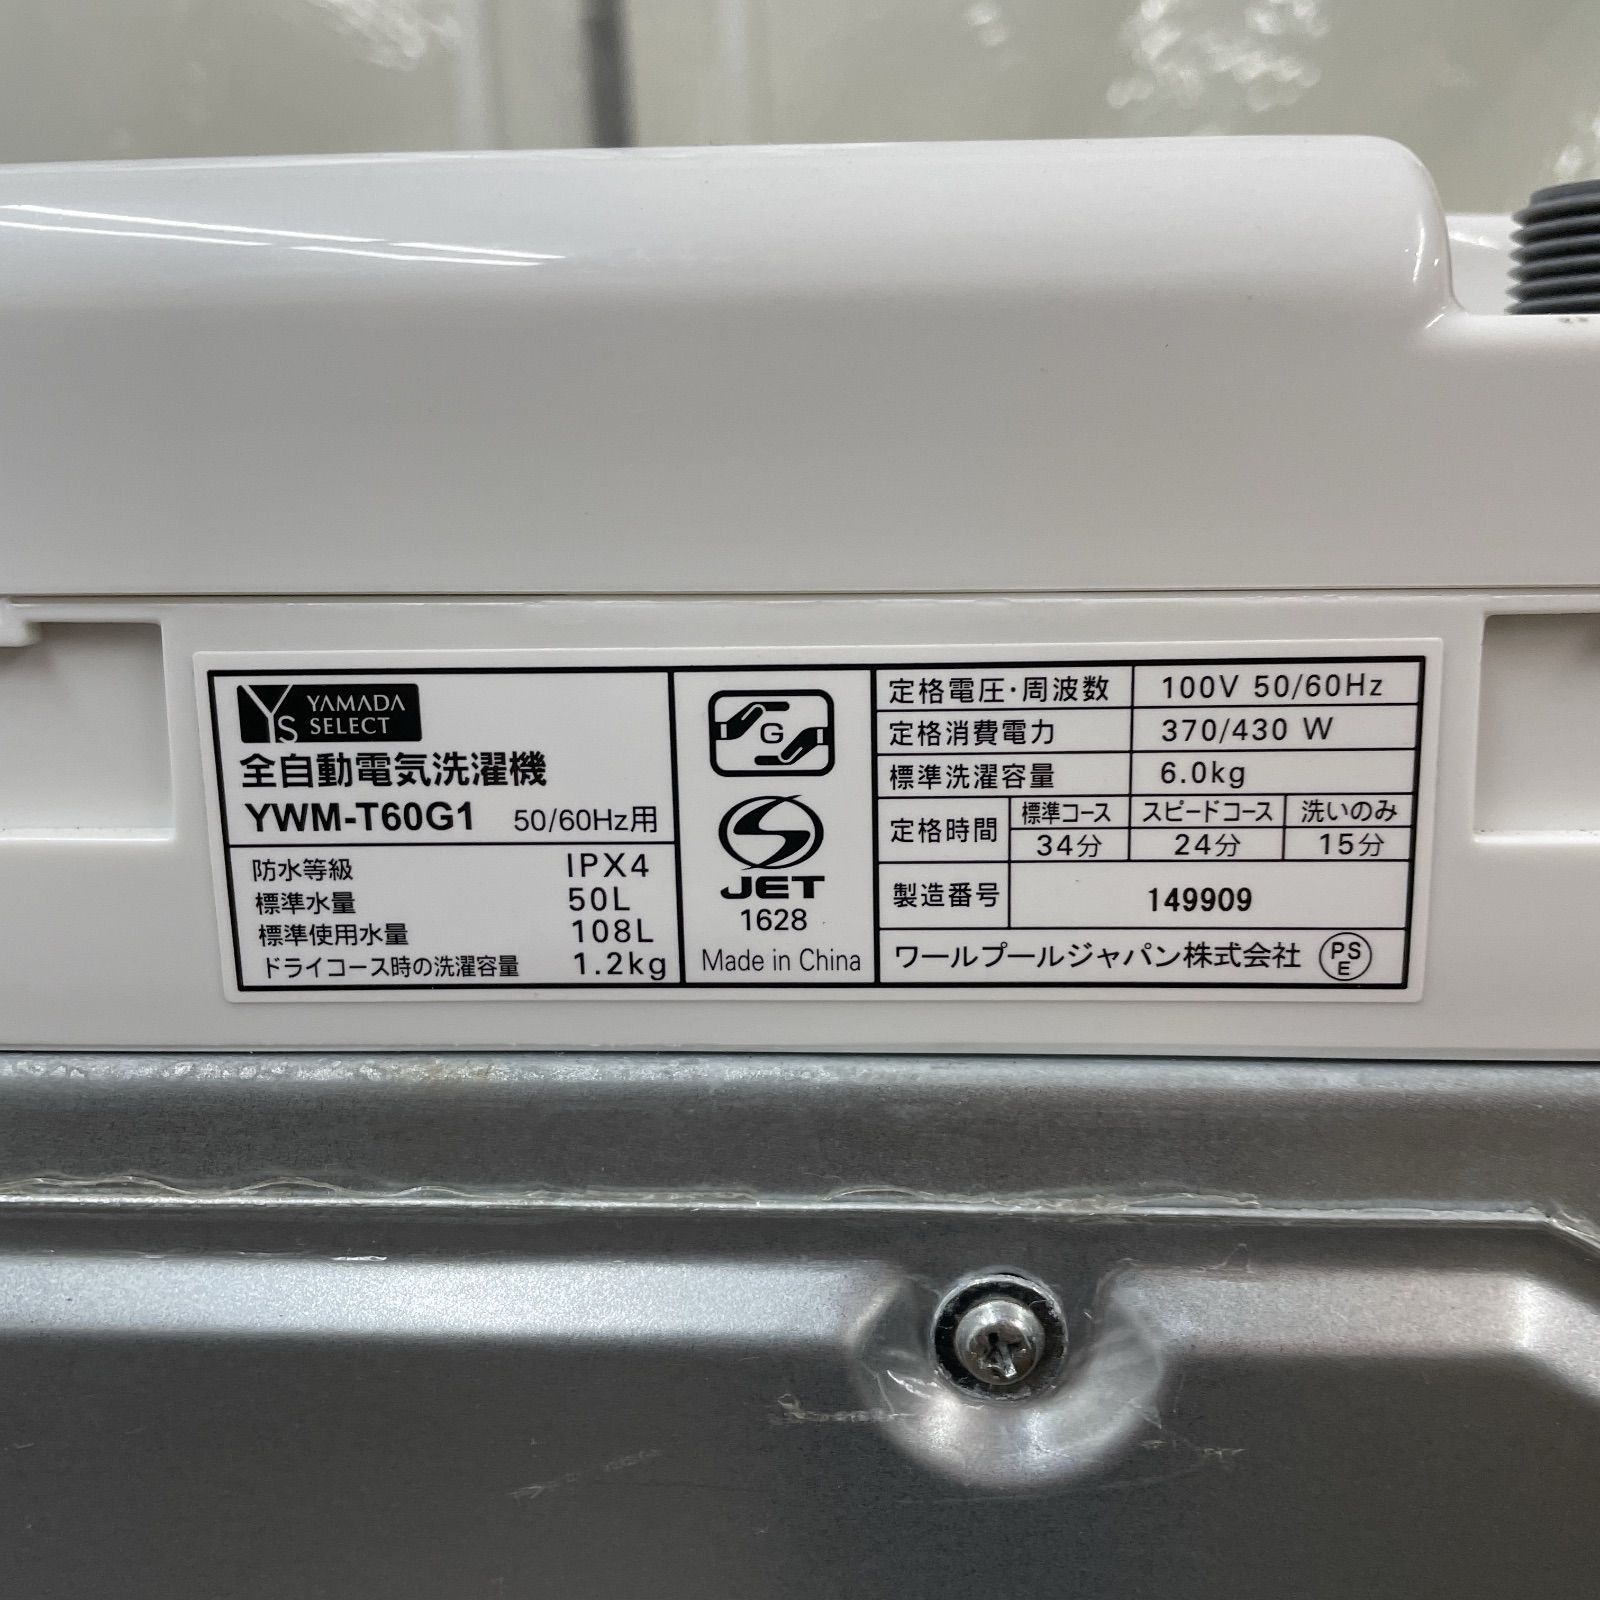 YS YAMADA
SELECT
全自動電気洗濯機
YWM-T60G1 50/60Hz用
防水等級 IPX4
標準水量 50L
標準使用水量 108L
ドライコース時の洗濯容量 1.2kg
G
S
JET
1628
Made in China
定格電圧・周波数 100V 50/60Hz
定格消費電力 370/430 W
標準洗濯容量 6.0kg
定格時間 標準コース スピードコース 洗いのみ
34分 24分 15分
製造番号 149909
ワールプールジャパン株式会社 PSE